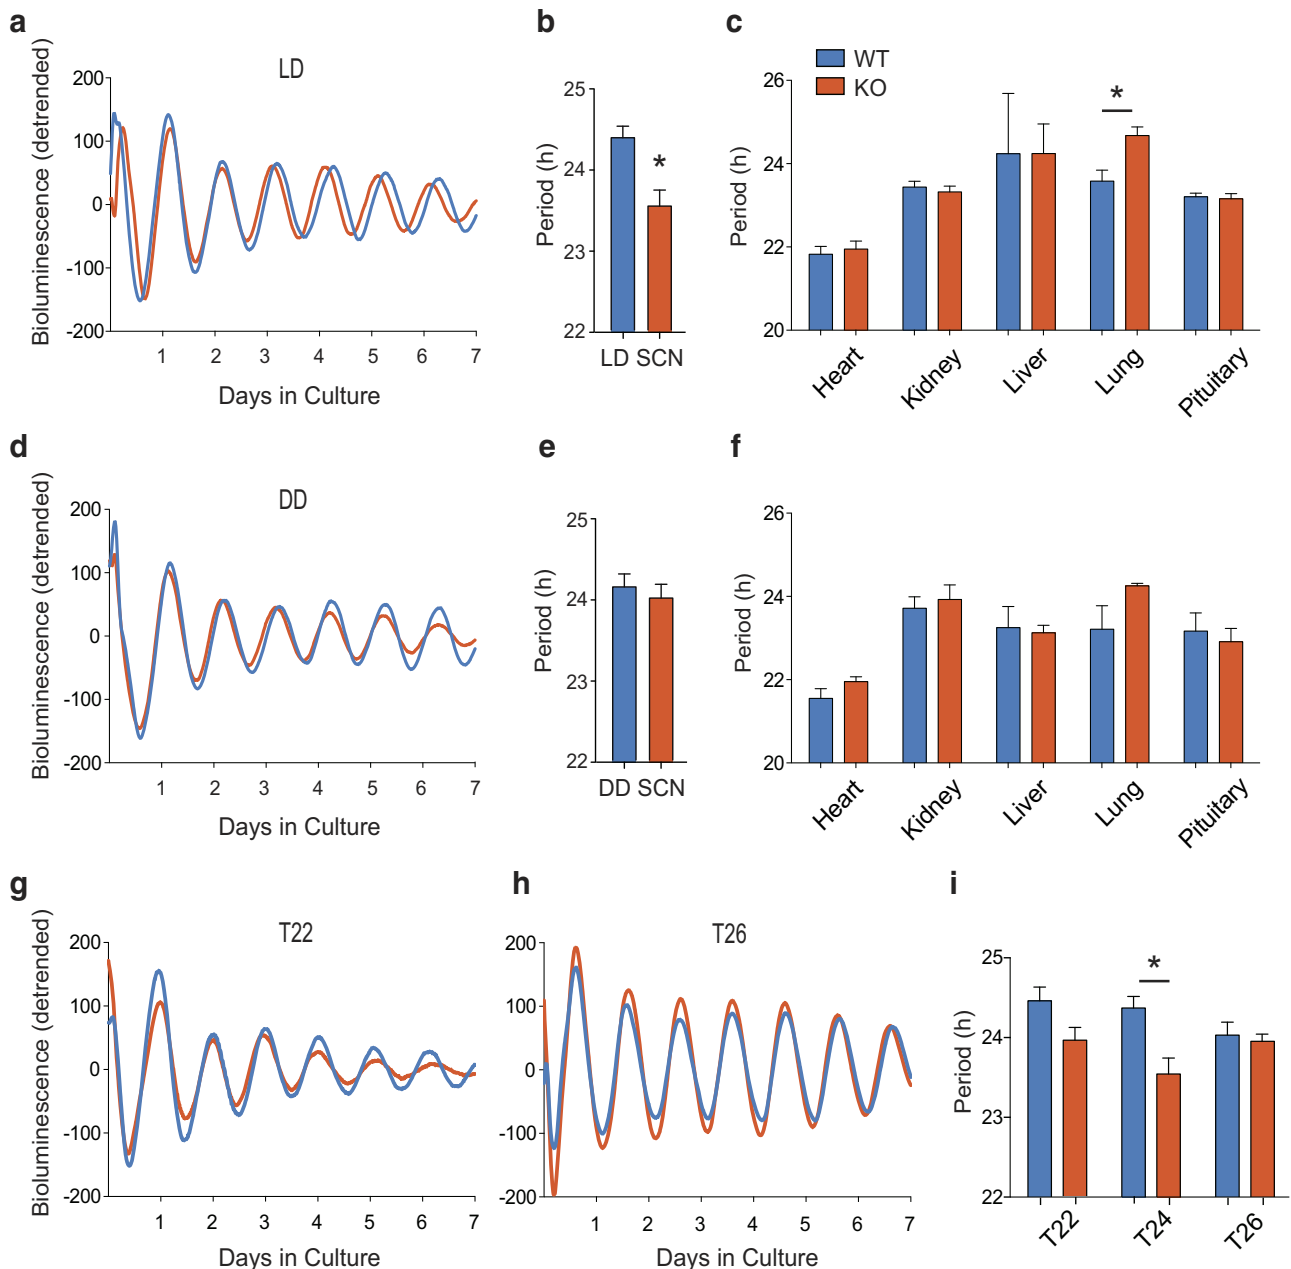 a
LD
Bioluminescence (detrended)
200
100
0
-100
-200
1 2 3 4 5 6 7
Days in Culture
b
Period (h)
25
24
23
22
*
LD SCN
c
WT
KO
Period (h)
26
24
22
20
*
Heart Kidney Liver Lung Pituitary
d
DD
Bioluminescence (detrended)
200
100
0
-100
-200
1 2 3 4 5 6 7
Days in Culture
e
Period (h)
25
24
23
22
DD SCN
f
Period (h)
26
24
22
20
Heart Kidney Liver Lung Pituitary
g
T22
Bioluminescence (detrended)
200
100
0
-100
-200
1 2 3 4 5 6 7
Days in Culture
h
T26
200
100
0
-100
-200
1 2 3 4 5 6 7
Days in Culture
i
Period (h)
25
24
23
22
*
T22 T24 T26